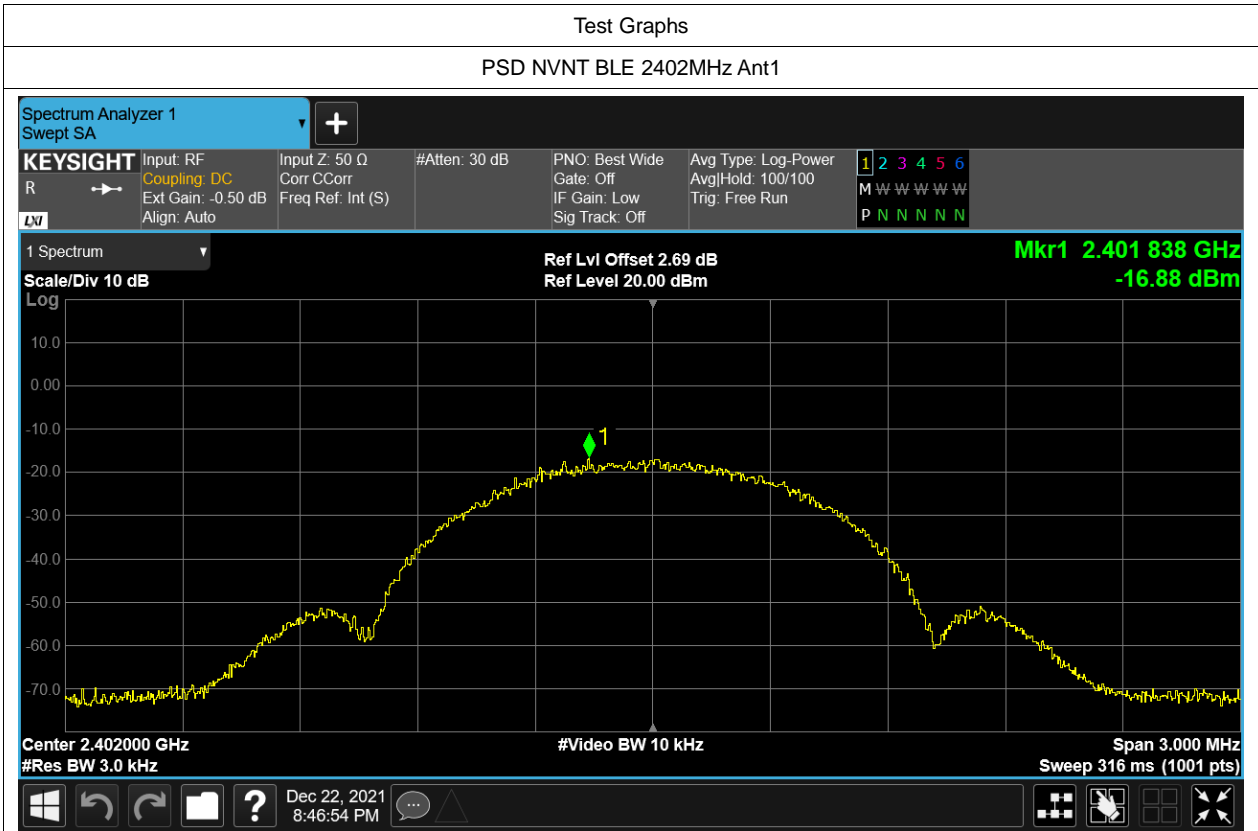 Test Graphs
PSD NVNT BLE 2402MHz Ant1
Spectrum Analyzer 1
Swept SA
KEYSIGHT
R
LXI
Input: RF
Coupling: DC
Ext Gain: -0.50 dB
Align: Auto
Input Z: 50 Ω
Corr CCorr
Freq Ref: Int (S)
#Atten: 30 dB
PNO: Best Wide
Gate: Off
IF Gain: Low
Sig Track: Off
Avg Type: Log-Power
Avg|Hold: 100/100
Trig: Free Run
1 2 3 4 5 6
M W W W W W
P N N N N N
1 Spectrum
Scale/Div 10 dB
Log
Ref Lvl Offset 2.69 dB
Ref Level 20.00 dBm
Mkr1 2.401 838 GHz
-16.88 dBm
10.0
0.00
-10.0
-20.0
-30.0
-40.0
-50.0
-60.0
-70.0
1
Center 2.402000 GHz
#Res BW 3.0 kHz
#Video BW 10 kHz
Span 3.000 MHz
Sweep 316 ms (1001 pts)
?
Dec 22, 2021
8:46:54 PM